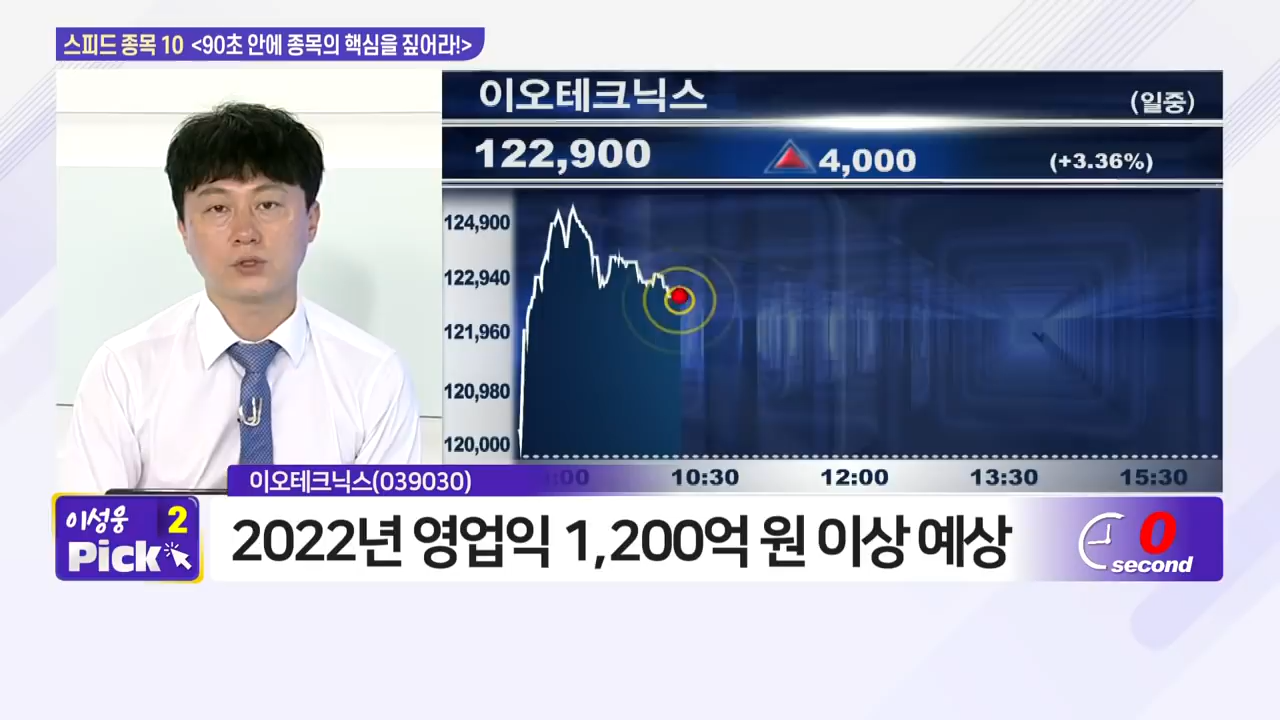 스피드 종목 10 <90초 안에 종목의 핵심을 짚어라!>
이오테크닉스
(일중)
122,900
4,000
(+3.36%)
124,900
122,940
121,960
120,980
120,000
:00
10:30
12:00
13:30
15:30
이오테크닉스(039030)
이성웅 2
Pick
2022년 영업익 1,200억 원 이상 예상
0
second